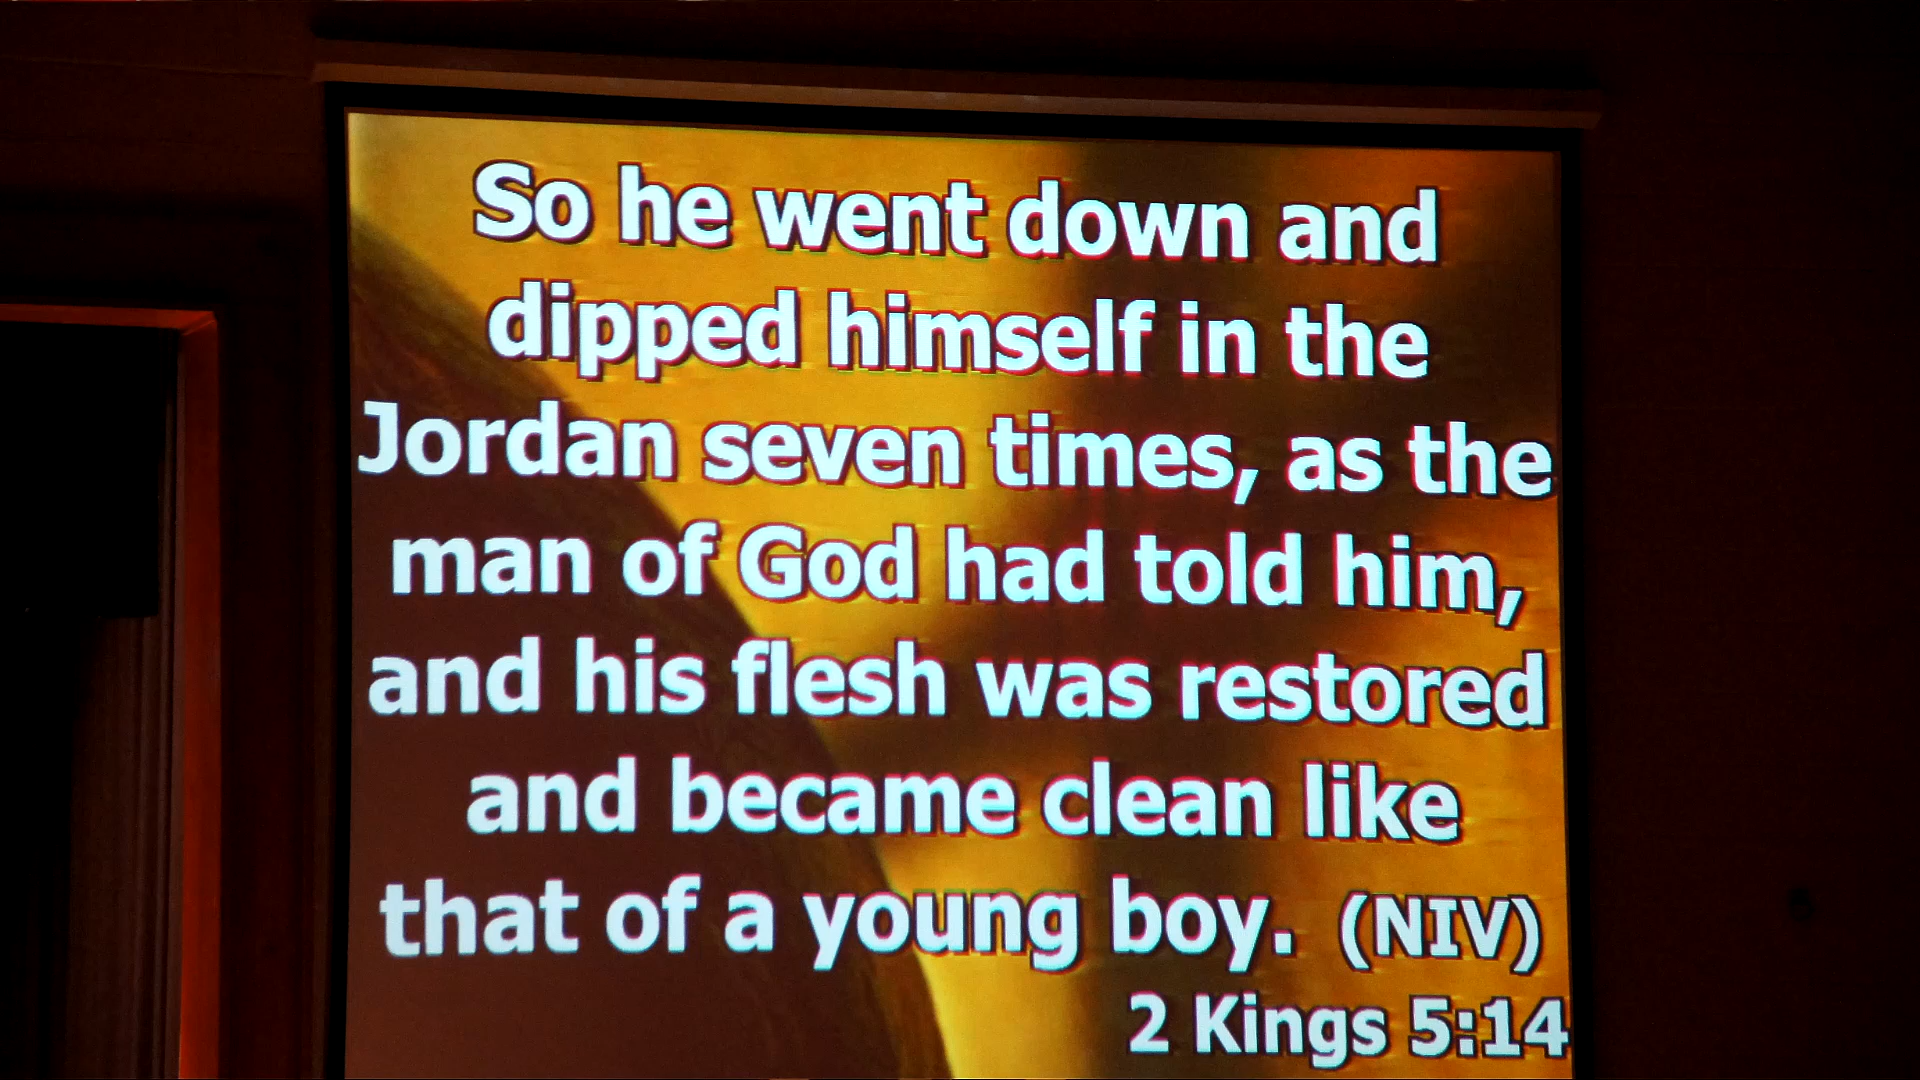 So he went down and
dipped himself in the
Jordan seven times, as the
man of God had told him,
and his flesh was restored
and became clean like
that of a young boy. (NIV)
2 Kings 5:14